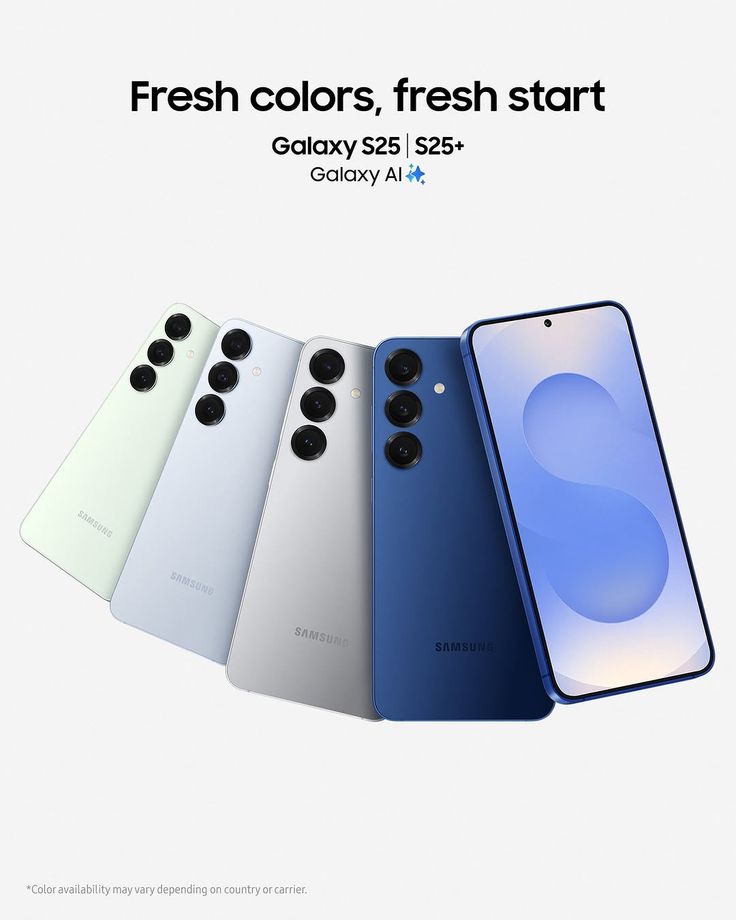 Fresh colors, fresh start
Galaxy S25 | S25+
Galaxy AI
SAMSUNG
SAMSUNG
SAMSUNG
SAMSUNG
*Color availability may vary depending on country or carrier.